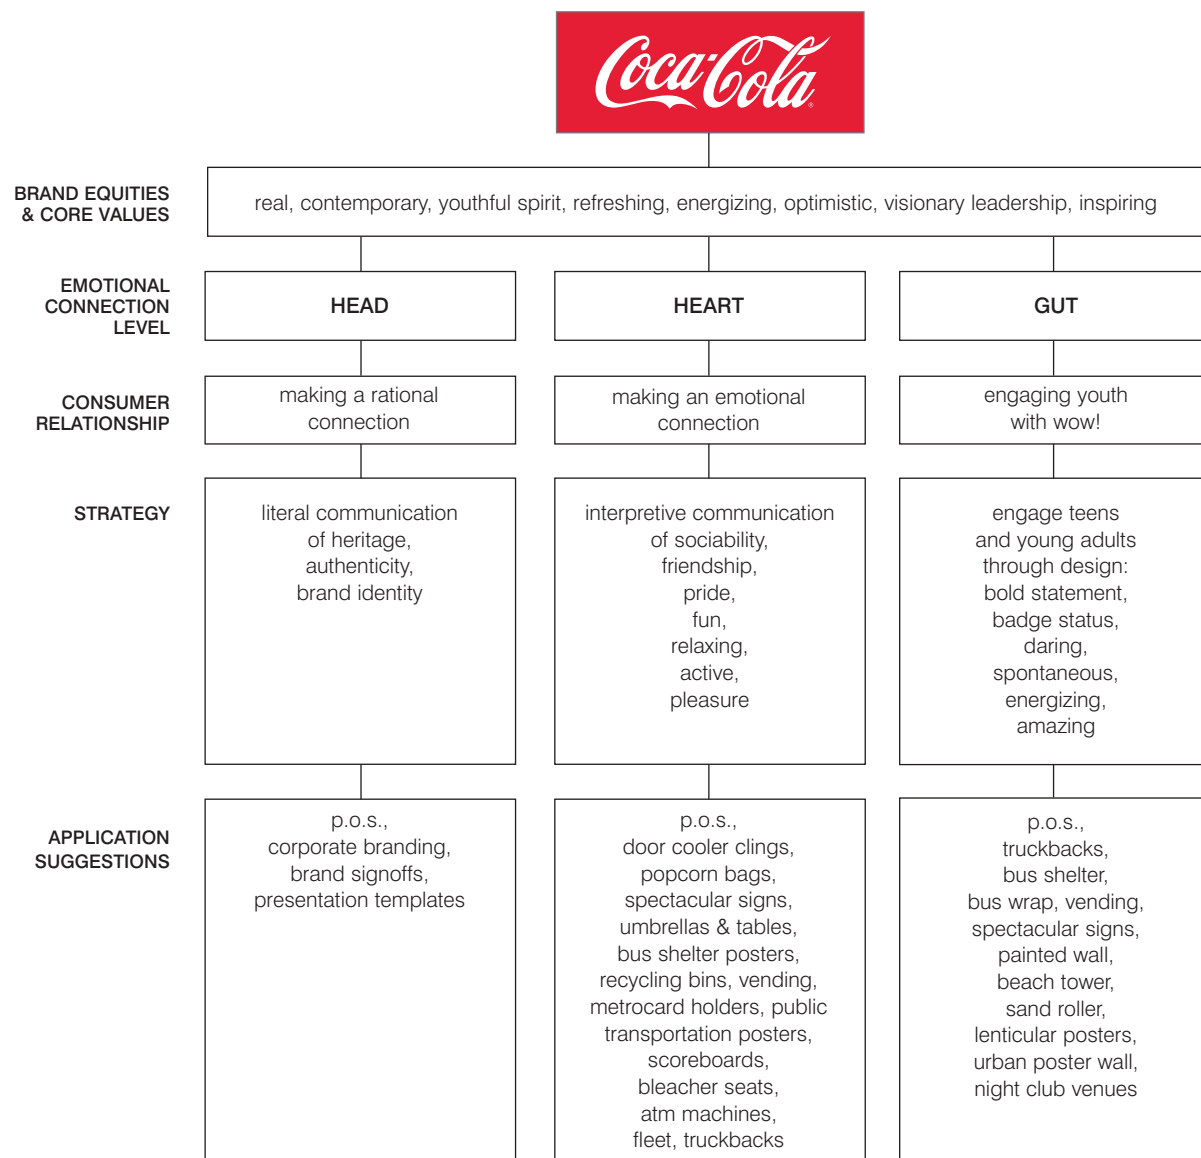 Coca-Cola
BRAND EQUITIES
& CORE VALUES
real, contemporary, youthful spirit, refreshing, energizing, optimistic, visionary leadership, inspiring
EMOTIONAL
CONNECTION
LEVEL
HEAD
HEART
GUT
CONSUMER
RELATIONSHIP
making a rational
connection
making an emotional
connection
engaging youth
with wow!
STRATEGY
literal communication
of heritage,
authenticity,
brand identity
interpretive communication
of sociability,
friendship,
pride,
fun,
relaxing,
active,
pleasure
engage teens
and young adults
through design:
bold statement,
badge status,
daring,
spontaneous,
energizing,
amazing
APPLICATION
SUGGESTIONS
p.o.s.,
corporate branding,
brand signoffs,
presentation templates
p.o.s.,
door cooler clings,
popcorn bags,
spectacular signs,
umbrellas & tables,
bus shelter posters,
recycling bins, vending,
metrocard holders, public
transportation posters,
scoreboards,
bleacher seats,
atm machines,
fleet, truckbacks
p.o.s.,
truckbacks,
bus shelter,
bus wrap, vending,
spectacular signs,
painted wall,
beach tower,
sand roller,
lenticular posters,
urban poster wall,
night club venues